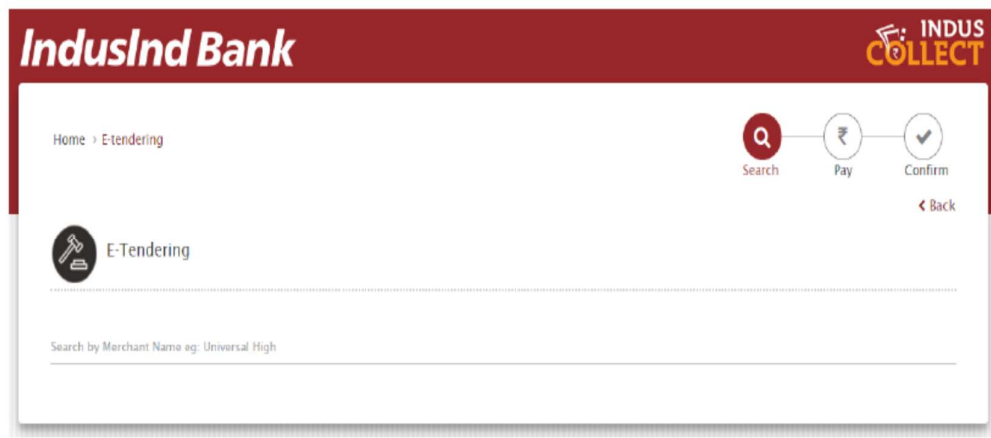 IndusInd Bank
INDUS
COLLECT
Home > E-tendering
Search
Pay
Confirm
< Back
E-Tendering
Search by Merchant Name eg: Universal High